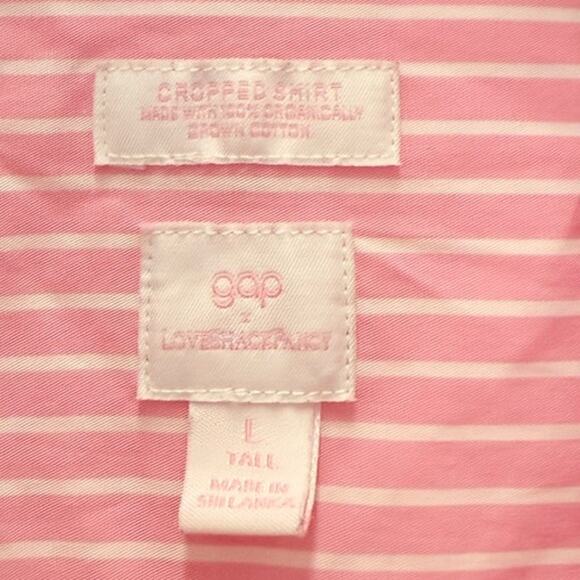 CROPPED SHIRT
MADE WITH 100% ORGANICALLY
GROWN COTTON
gap
x
LOVESHACKFANCY
L
TALL
MADE IN
SRI LANKA